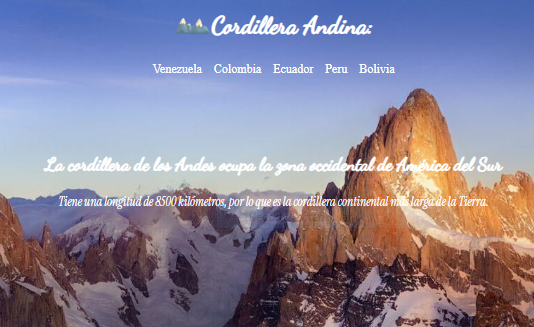 Cordillera Andina:
Venezuela Colombia Ecuador Peru Bolivia
La cordillera de los Andes ocupa la zona occidental de América del Sur
Tiene una longitud de 8500 kilómetros, por lo que es la cordillera continental más larga de la Tierra.